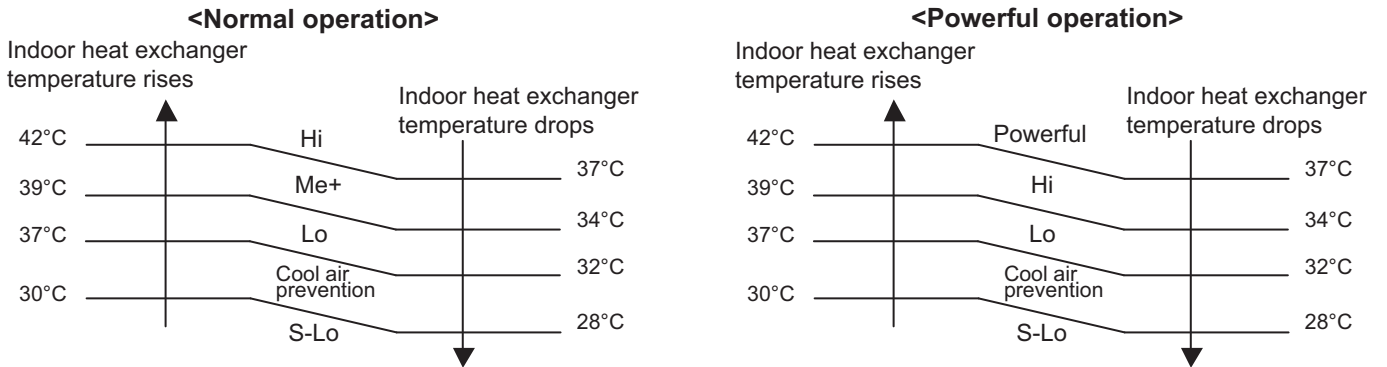 <Normal operation>
Indoor heat exchanger
temperature rises
Indoor heat exchanger
temperature drops
42°C
Hi
37°C
39°C
Me+
34°C
37°C
Lo
32°C
Cool air
prevention
30°C
28°C
S-Lo
<Powerful operation>
Indoor heat exchanger
temperature rises
Indoor heat exchanger
temperature drops
42°C
Powerful
37°C
39°C
Hi
34°C
37°C
Lo
32°C
Cool air
prevention
30°C
28°C
S-Lo